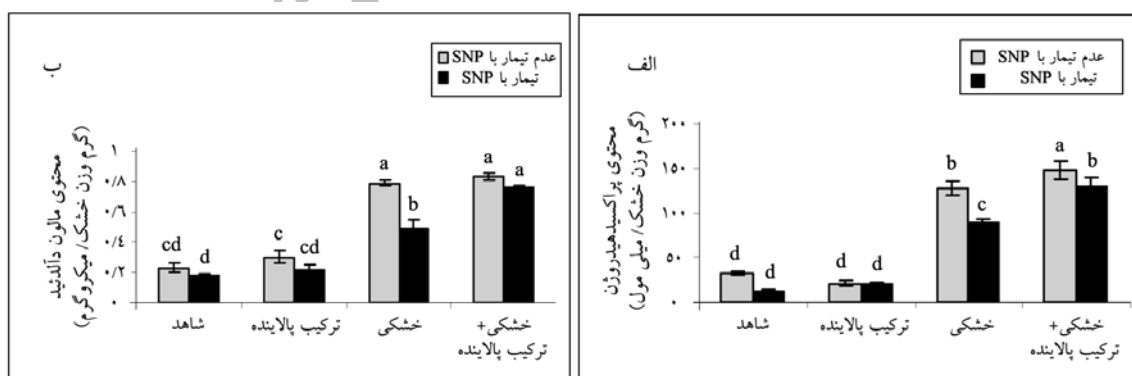 الف
عدم تیمار با SNP
تیمار با SNP
محتوی پراکسیدهیدروژن
(گرم وزن خشک/ میلی مول)
۲۰۰
۱۵۰
۱۰۰
۵۰
۰
d
d
d
d
b
c
a
b
شاهد
ترکیب پالاینده
خشکی
خشکی+
ترکیب پالاینده
ب
عدم تیمار با SNP
تیمار با SNP
محتوی مالون دآلدئید
(گرم وزن خشک/ میکروگرم)
۱
۰/۸
۰/۶
۰/۴
۰/۲
۰
cd
d
c
cd
a
b
a
a
شاهد
ترکیب پالاینده
خشکی
خشکی+
ترکیب پالاینده